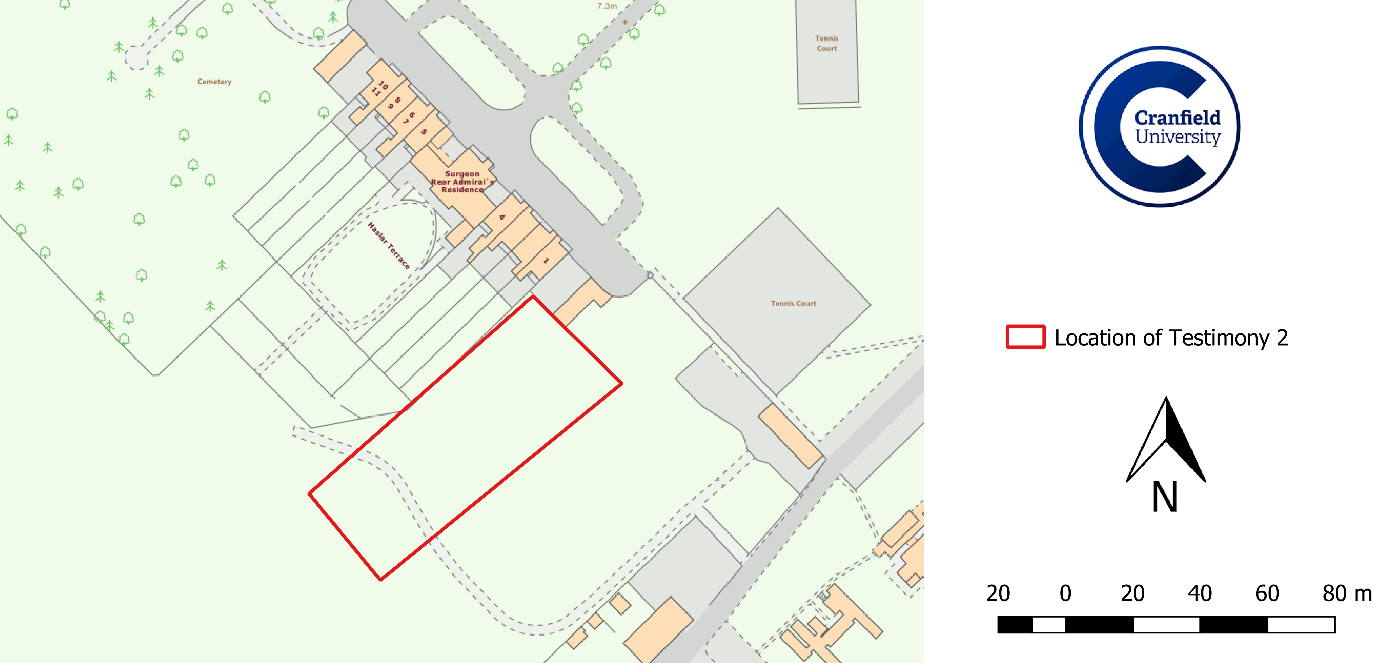 7.3m
Tennis
Court
Cemetery
10
11
8
9
6
7
5
Surgeon
Rear Admiral's
Residence
4
1
Haslar Terrace
Tennis Court
Cranfield
University
Location of Testimony 2
N
20 0 20 40 60 80 m